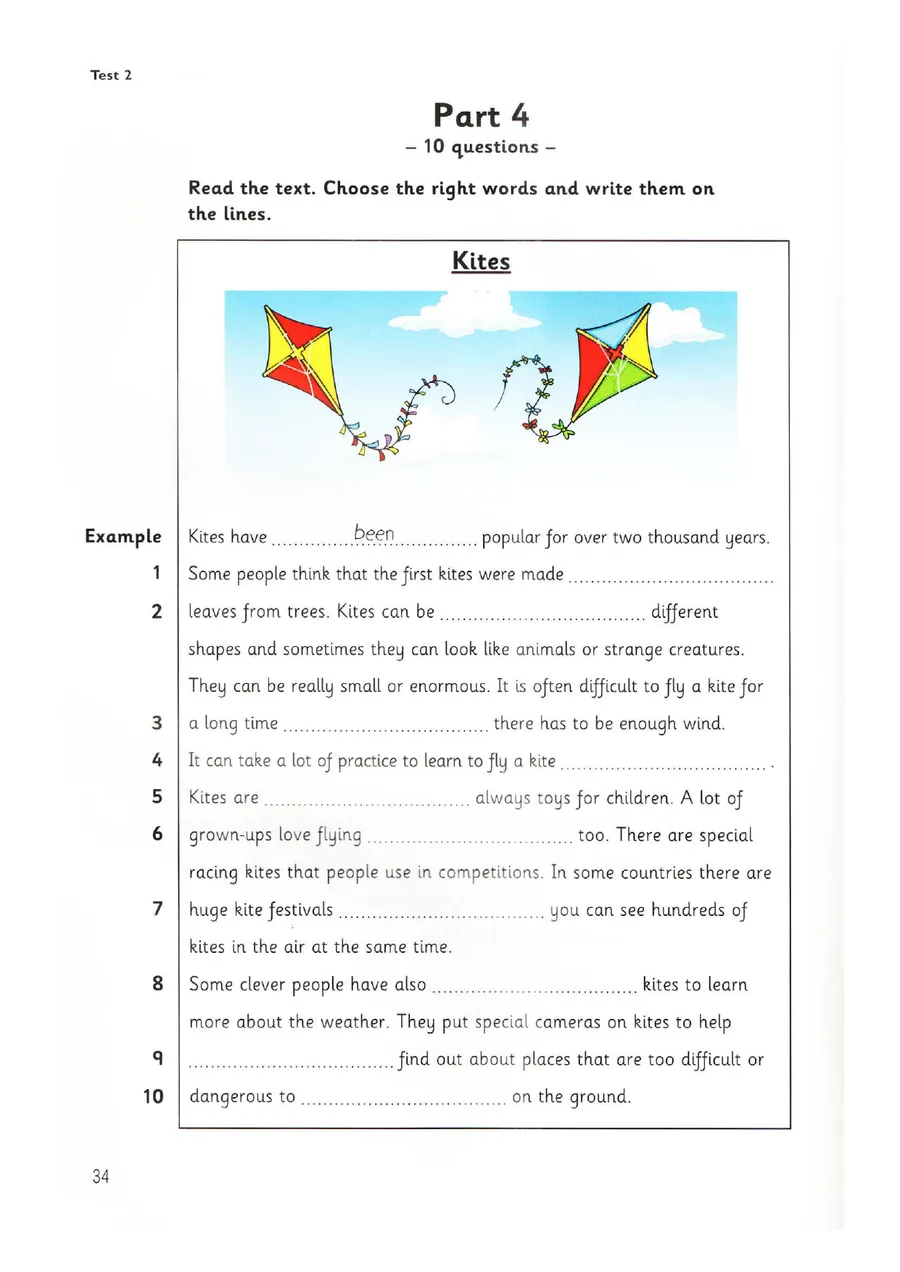 Test 2
Part 4
– 10 questions –
Read the text. Choose the right words and write them on
the lines.
Kites
Example Kites have ..............been.............. popular for over two thousand years.
1 Some people think that the first kites were made ....................................
2 leaves from trees. Kites can be .................................... different
shapes and sometimes they can look like animals or strange creatures.
They can be really small or enormous. It is often difficult to fly a kite for
3 a long time .................................... there has to be enough wind.
4 It can take a lot of practice to learn to fly a kite .................................... .
5 Kites are .................................... always toys for children. A lot of
6 grown-ups love flying .................................... too. There are special
racing kites that people use in competitions. In some countries there are
7 huge kite festivals .................................... you can see hundreds of
kites in the air at the same time.
8 Some clever people have also .................................... kites to learn
more about the weather. They put special cameras on kites to help
9 .................................... find out about places that are too difficult or
10 dangerous to .................................... on the ground.
34